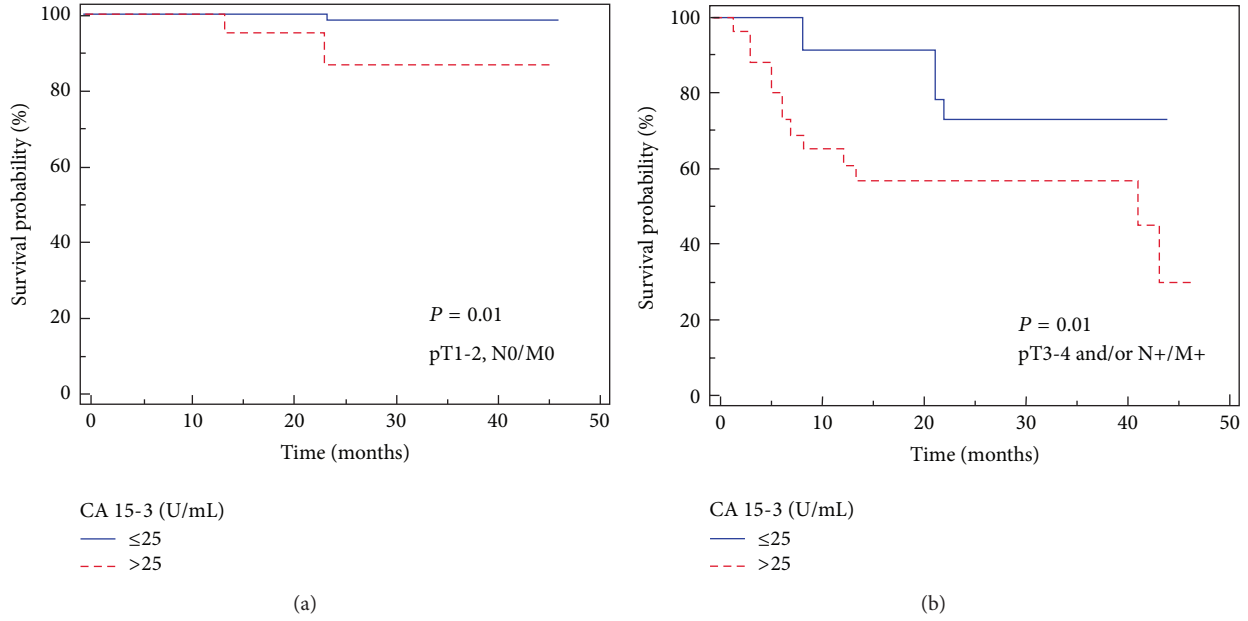 100
80
60
40
20
0
Survival probability (%)
P = 0.01
pT1-2, N0/M0
0 10 20 30 40 50
Time (months)
CA 15-3 (U/mL)
≤25
>25
(a)
100
80
60
40
20
0
Survival probability (%)
P = 0.01
pT3-4 and/or N+/M+
0 10 20 30 40 50
Time (months)
CA 15-3 (U/mL)
≤25
>25
(b)